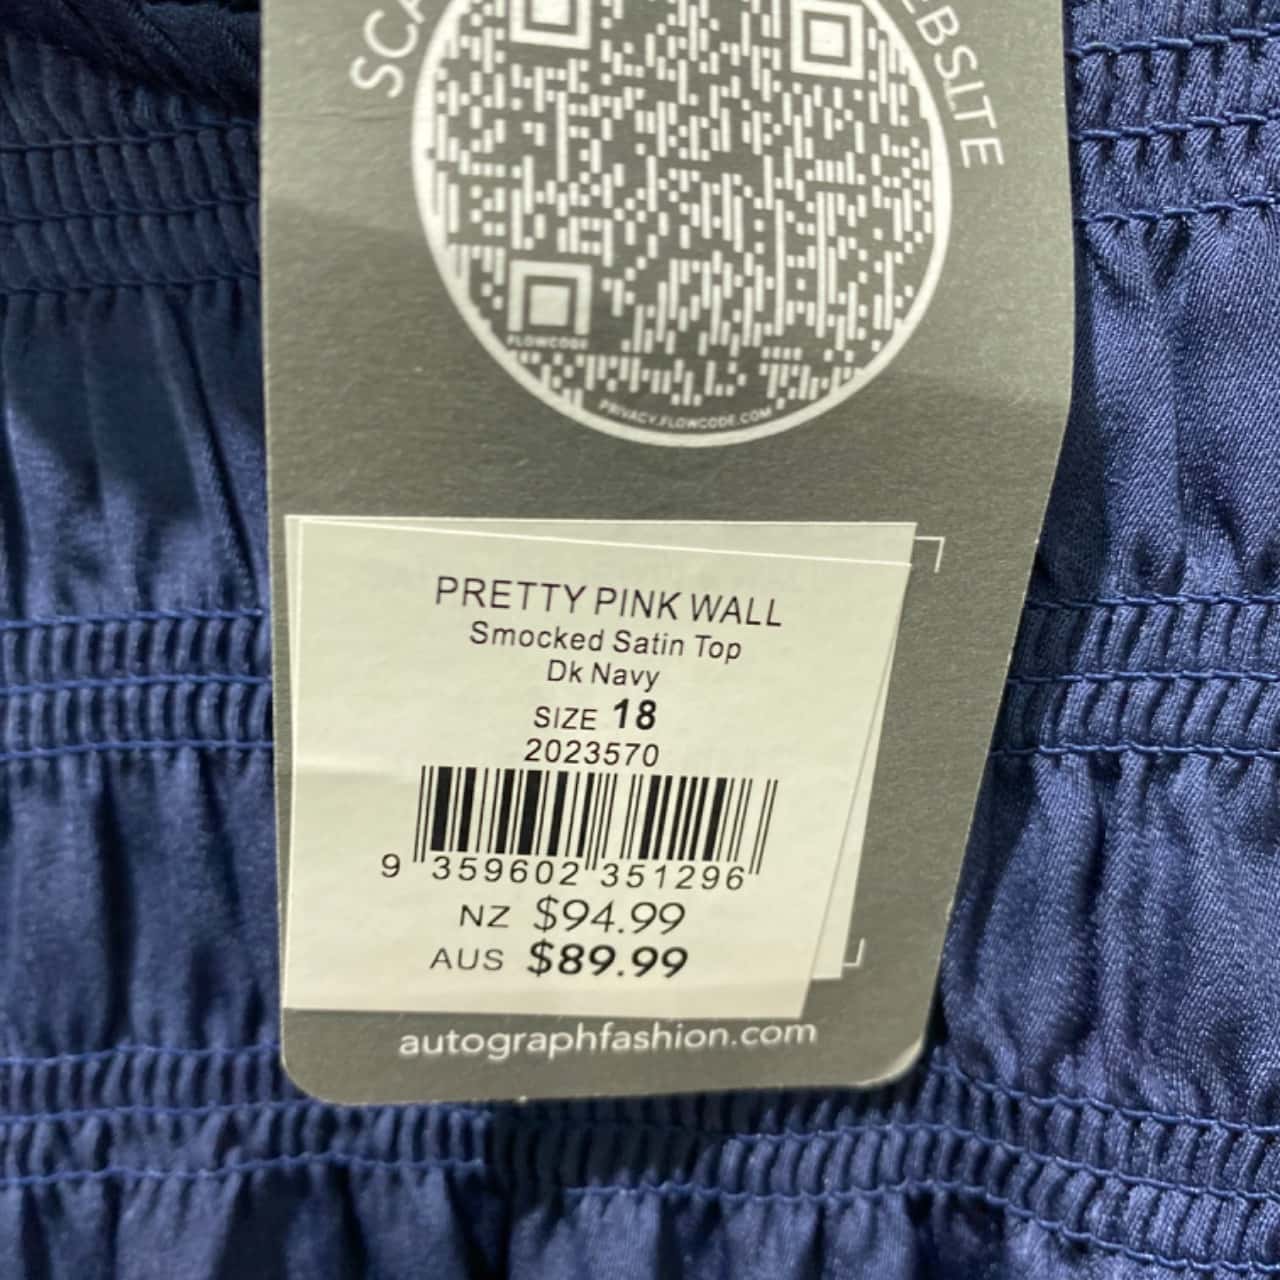 FLOWCODE
PRIVACY.FLOWCODE.COM
PRETTY PINK WALL
Smocked Satin Top
Dk Navy
SIZE 18
2023570
9 359602 351296
NZ $94.99
AUS $89.99
autographfashion.com